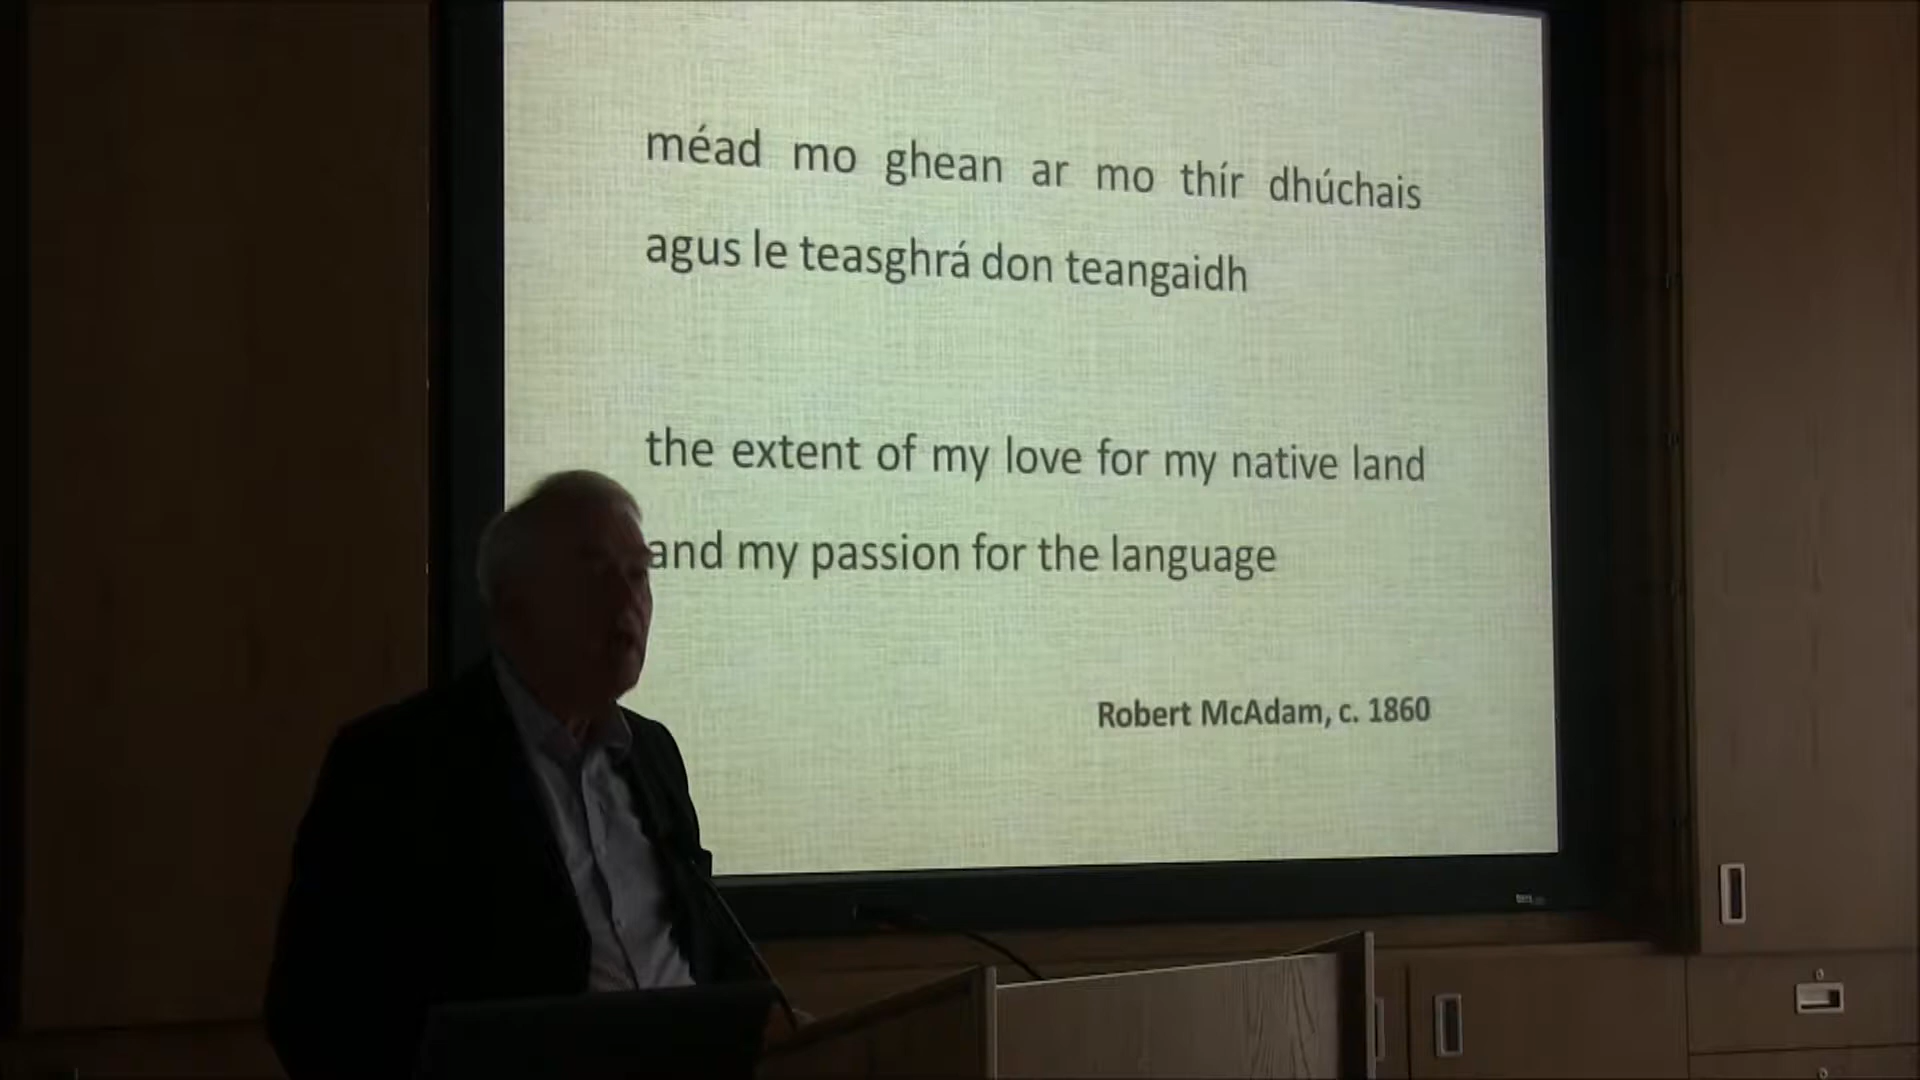 méad mo ghean ar mo thír dhúchais
agus le teasghrá don teangaidh
the extent of my love for my native land
and my passion for the language
Robert McAdam, c. 1860